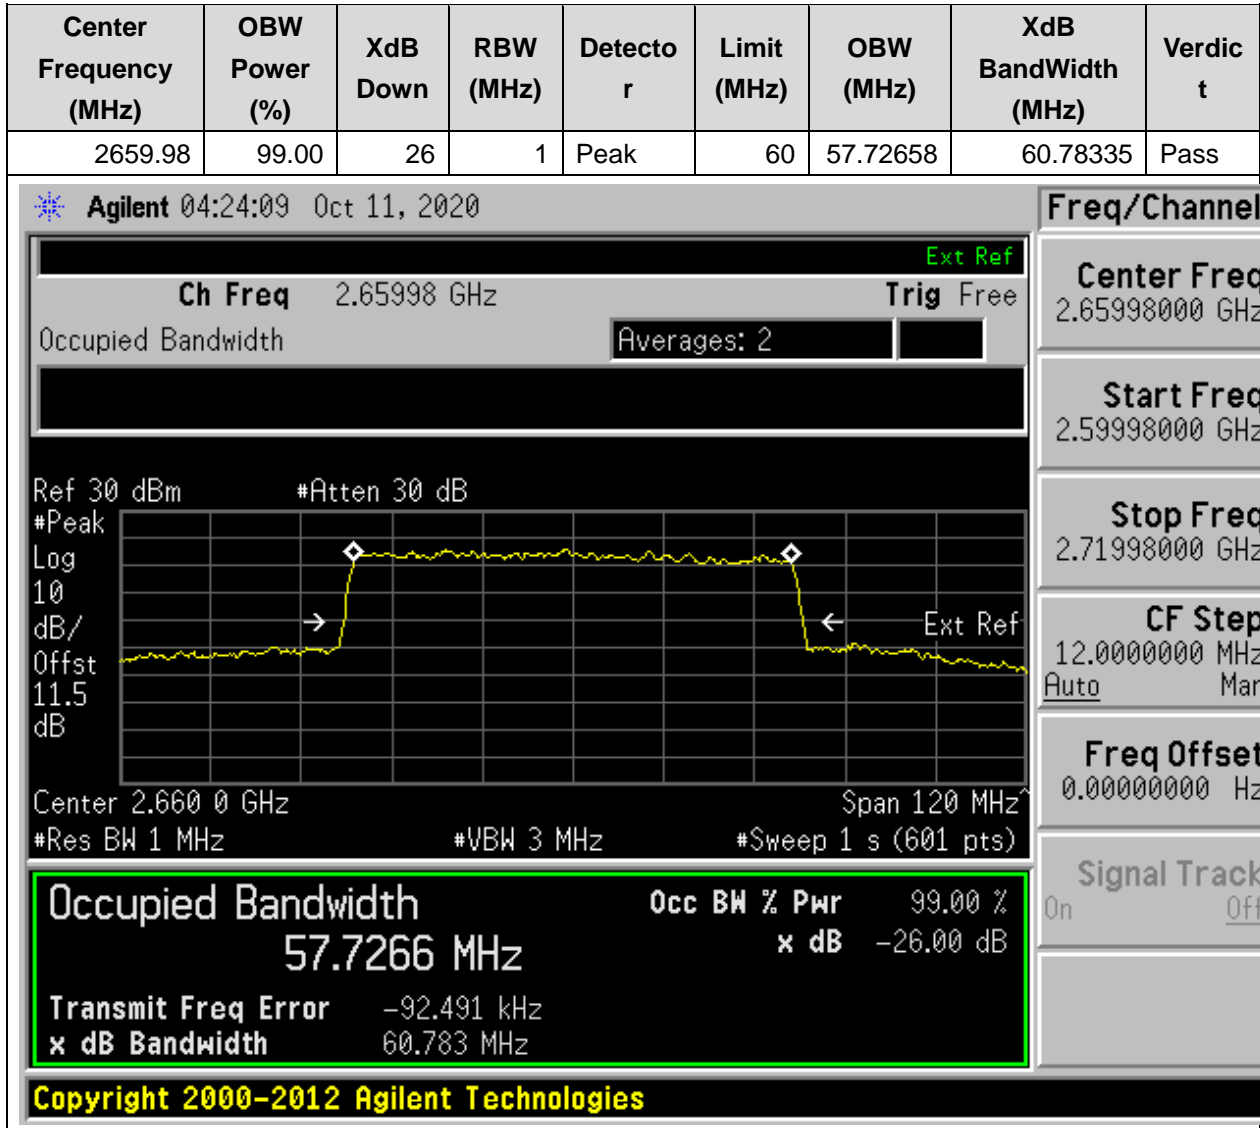 Center Frequency (MHz) OBW Power (%) XdB Down RBW (MHz) Detecto r Limit (MHz) OBW (MHz) XdB BandWidth (MHz) Verdic t
2659.98 99.00 26 1 Peak 60 57.72658 60.78335 Pass
Agilent 04:24:09 Oct 11, 2020
Ext Ref
Ch Freq 2.65998 GHz Trig Free
Occupied Bandwidth Averages: 2
Ref 30 dBm #Atten 30 dB
#Peak
Log
10
dB/
Offst
11.5
dB
Ext Ref
Center 2.660 0 GHz Span 120 MHz^
#Res BW 1 MHz #VBW 3 MHz #Sweep 1 s (601 pts)
Occupied Bandwidth
57.7266 MHz
Occ BW % Pwr 99.00 %
x dB -26.00 dB
Transmit Freq Error -92.491 kHz
x dB Bandwidth 60.783 MHz
Copyright 2000-2012 Agilent Technologies
Freq/Channel
Center Freq
2.65998000 GHz
Start Freq
2.59998000 GHz
Stop Freq
2.71998000 GHz
CF Step
12.0000000 MHz
Auto Man
Freq Offset
0.00000000 Hz
Signal Track
On Off